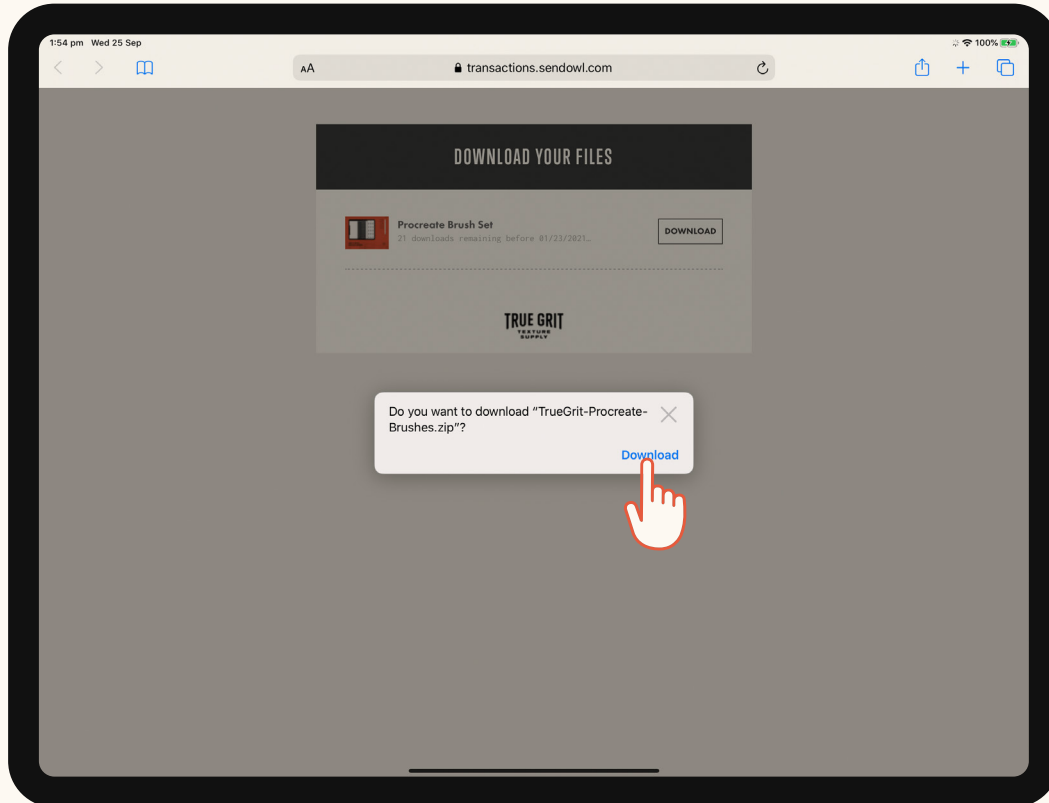 1:54 pm Wed 25 Sep
100%
AA
transactions.sendowl.com
DOWNLOAD YOUR FILES
Procreate Brush Set
21 downloads remaining before 01/23/2021…
DOWNLOAD
TRUE GRIT
TEXTURE
SUPPLY
Do you want to download “TrueGrit-Procreate-
Brushes.zip”?
Download